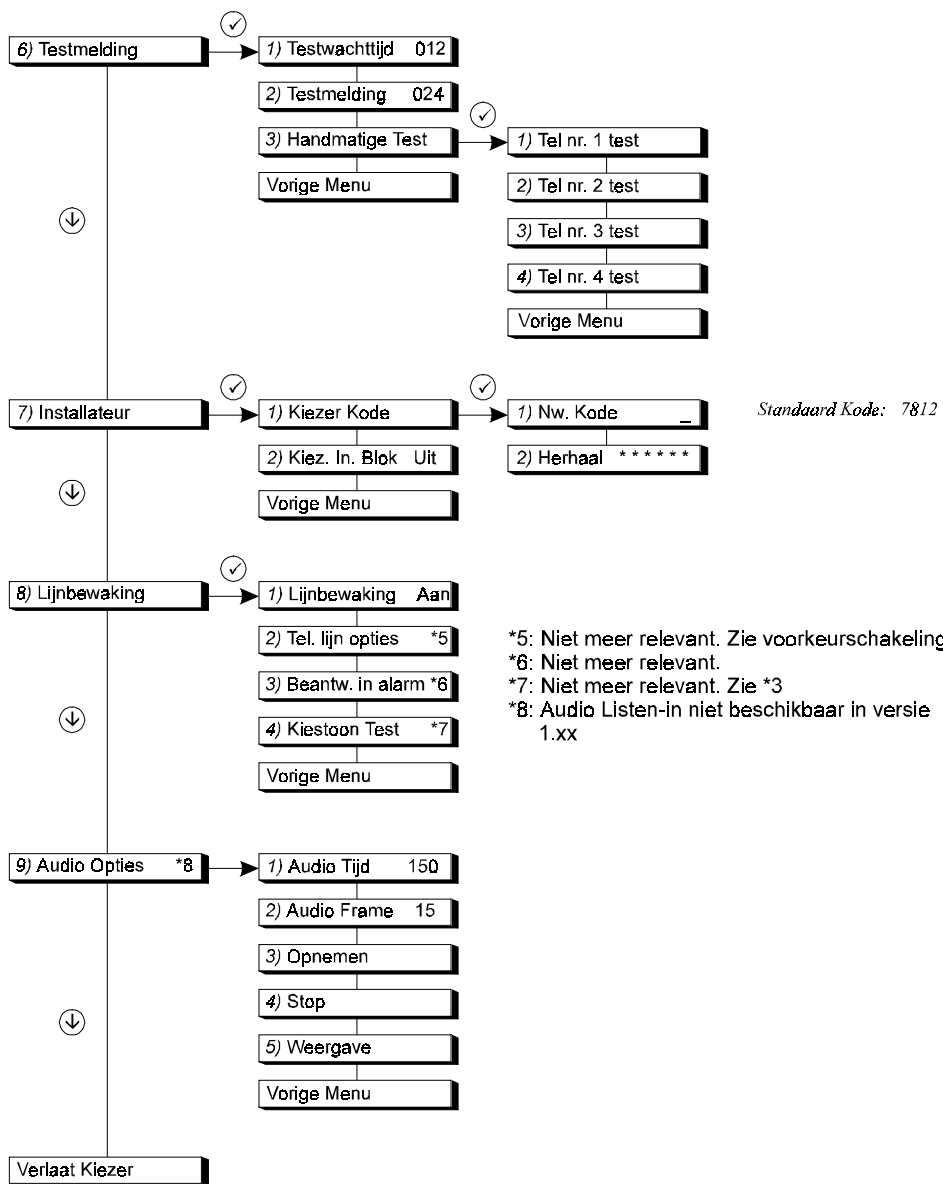 6) Testmelding
1) Testwachttijd 012
2) Testmelding 024
3) Handmatige Test
Vorige Menu
1) Tel nr. 1 test
2) Tel nr. 2 test
3) Tel nr. 3 test
4) Tel nr. 4 test
Vorige Menu
7) Installateur
1) Kiezer Kode
2) Kiez. In. Blok Uit
Vorige Menu
1) Nw. Kode _
2) Herhaal * * * * * *
Standaard Kode: 7812
8) Lijnbewaking
1) Lijnbewaking Aan
2) Tel. lijn opties *5
3) Beantw. in alarm *6
4) Kiestoon Test *7
Vorige Menu
*5: Niet meer relevant. Zie voorkeurschakeling
*6: Niet meer relevant.
*7: Niet meer relevant. Zie *3
*8: Audio Listen-in niet beschikbaar in versie
1.xx
9) Audio Opties *8
1) Audio Tijd 150
2) Audio Frame 15
3) Opnemen
4) Stop
5) Weergave
Vorige Menu
Verlaat Kiezer